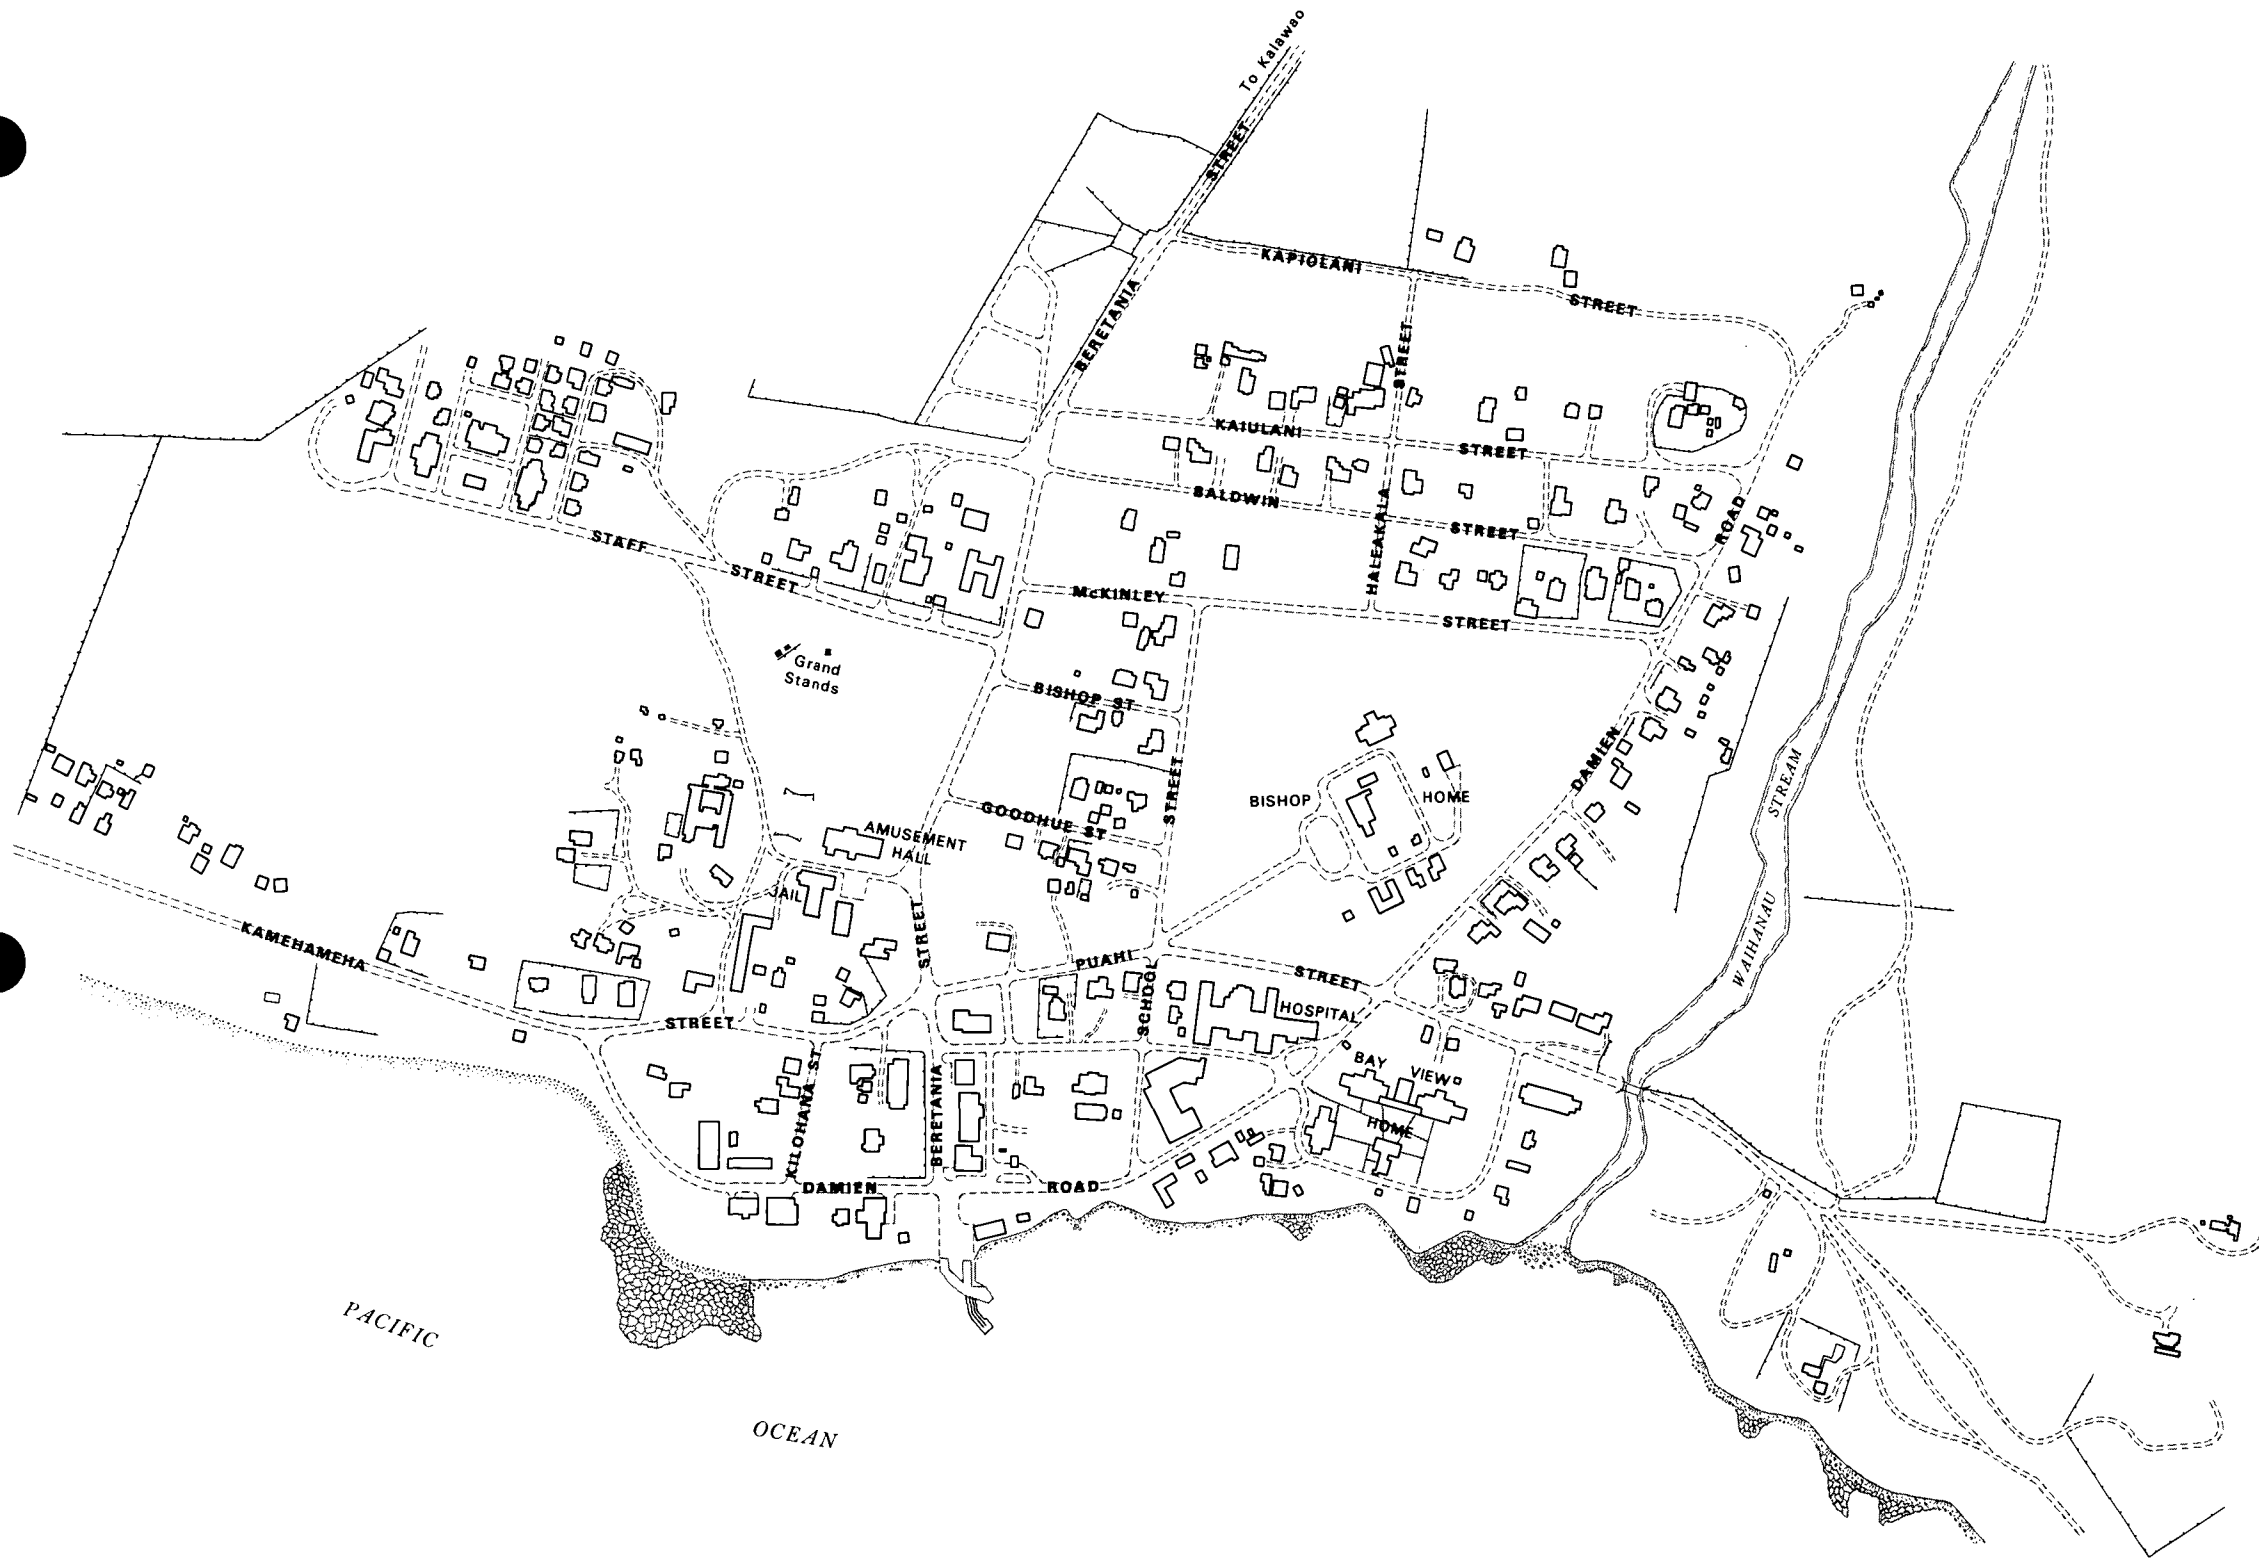 To Kalawao
STREET
KAPIOLANI
STREET
BERETANIA
STREET
KAIULANI
STREET
BALDWIN
STREET
HALEAKALA
ROAD
STAFF
STREET
McKINLEY
STREET
Grand
Stands
BISHOP ST
DAMIEN
STREET
STREAM
WAIHANAU
BISHOP HOME
GOODHUE ST
AMUSEMENT
HALL
JAIL
STREET
KAMEHAMEHA
STREET
PUAHI
STREET
SCHOOL
HOSPITAL
BAY
VIEW
HOME
KILOHANA ST
BERETANIA
DAMIEN
ROAD
PACIFIC
OCEAN